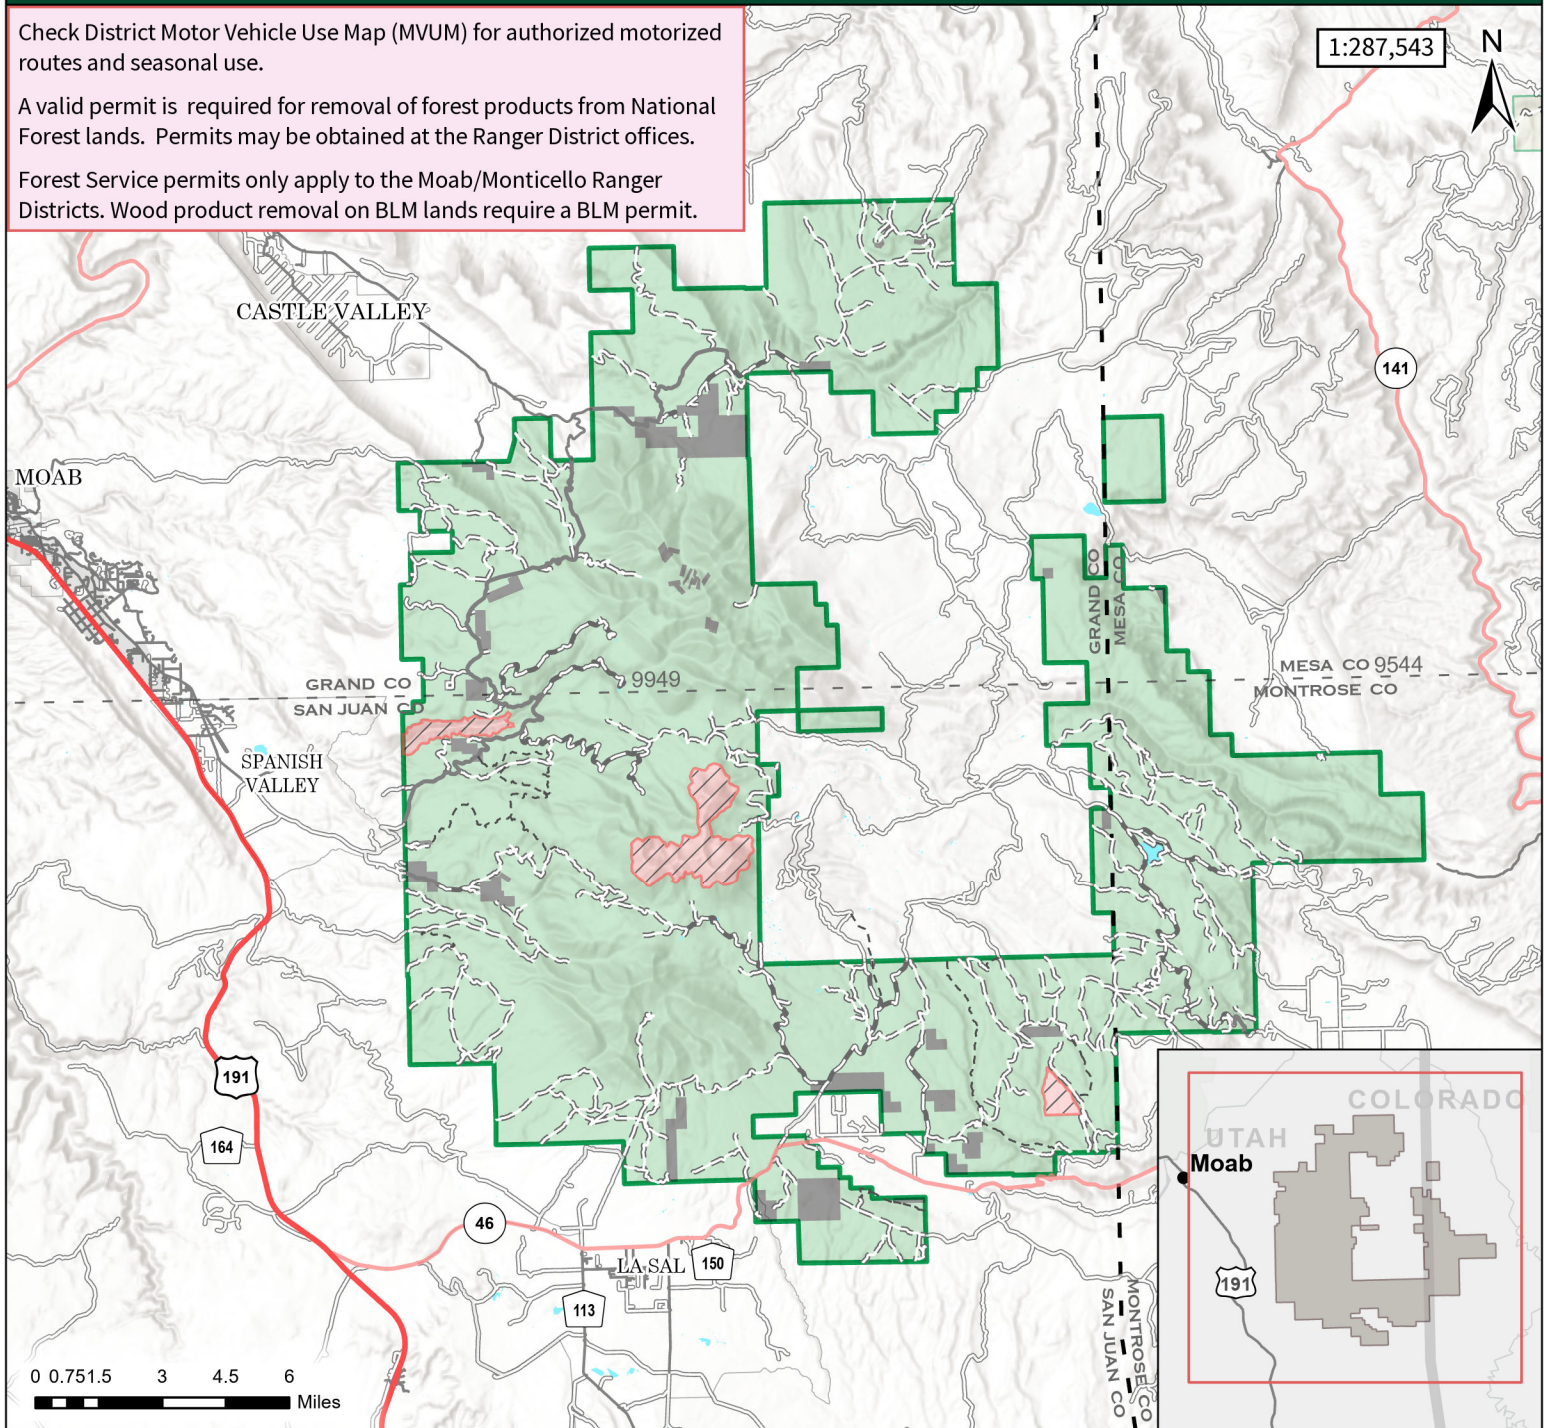 Check District Motor Vehicle Use Map (MVUM) for authorized motorized
routes and seasonal use.
A valid permit is required for removal of forest products from National
Forest lands. Permits may be obtained at the Ranger District offices.
Forest Service permits only apply to the Moab/Monticello Ranger
Districts. Wood product removal on BLM lands require a BLM permit.
1:287,543
N
CASTLE VALLEY
141
MOAB
GRAND CO
MESA CO
9949
MESA CO 9544
MONTROSE CO
GRAND CO
SAN JUAN CO
SPANISH
VALLEY
191
164
46
LA SAL
150
113
MONTROSE CO
SAN JUAN CO
COLORADO
UTAH
Moab
191
0 0.75 1.5 3 4.5 6
Miles